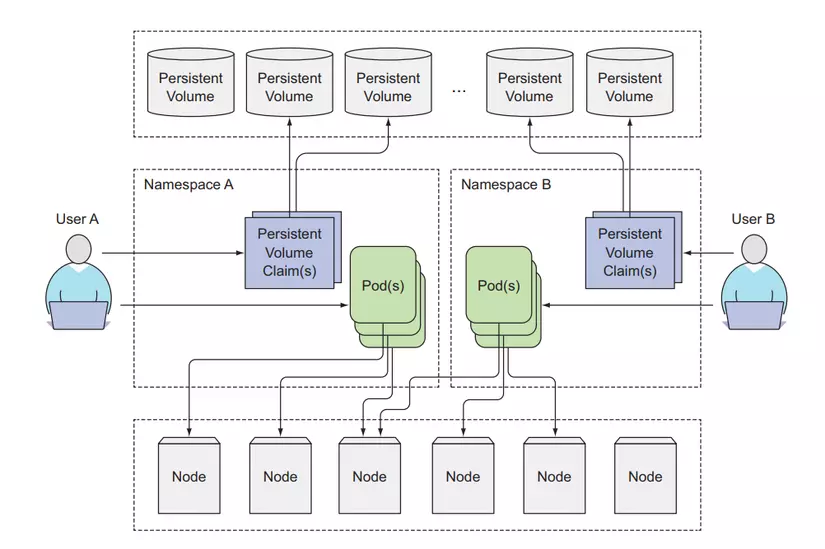 Persistent
Volume
Persistent
Volume
Persistent
Volume
...
Persistent
Volume
Persistent
Volume
Namespace A
Namespace B
User A
User B
Persistent
Volume
Claim(s)
Persistent
Volume
Claim(s)
Pod(s)
Pod(s)
Node
Node
Node
Node
Node
Node